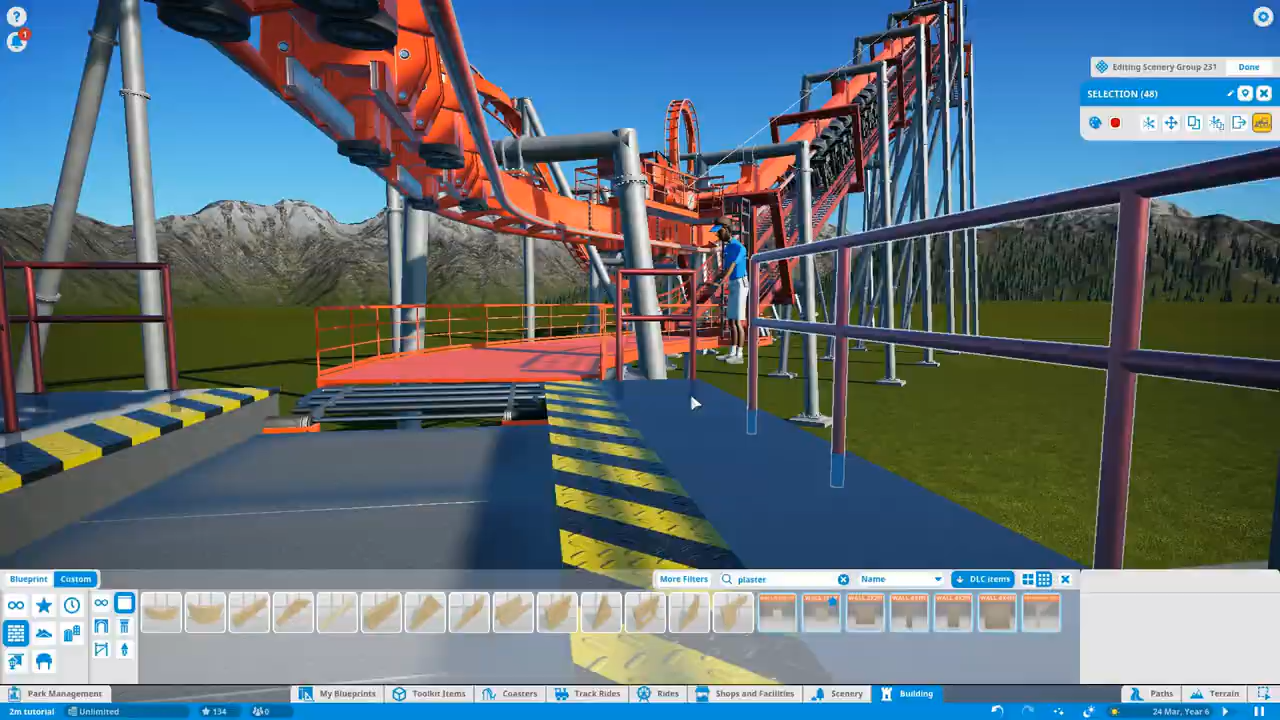 ?
1
Editing Scenery Group 231 Done
SELECTION (48)
Blueprint Custom
More Filters plaster Name DLC items
Park Management My Blueprints Toolkit Items Coasters Track Rides Rides Shops and Facilities Scenery Building Paths Terrain
2m tutorial Unlimited 134 0 24 Mar, Year 6